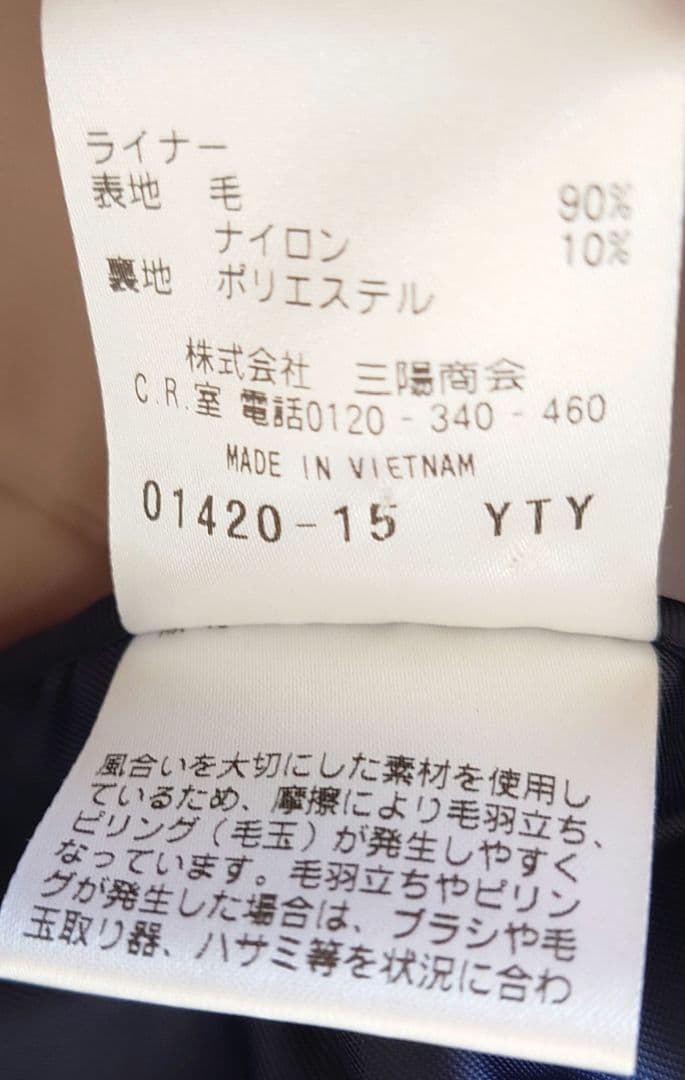 ライナー
表地 毛 90%
ナイロン 10%
裏地 ポリエステル
株式会社 三陽商会
C.R.室 電話0120-340-460
MADE IN VIETNAM
01420-15 YTY
風合いを大切にした素材を使用し
ているため、摩擦により毛羽立ち、
ピリング(毛玉)が発生しやすく
なっています。毛羽立ちやピリン
グが発生した場合は、ブラシや毛
玉取り器、ハサミ等を状況に合わ